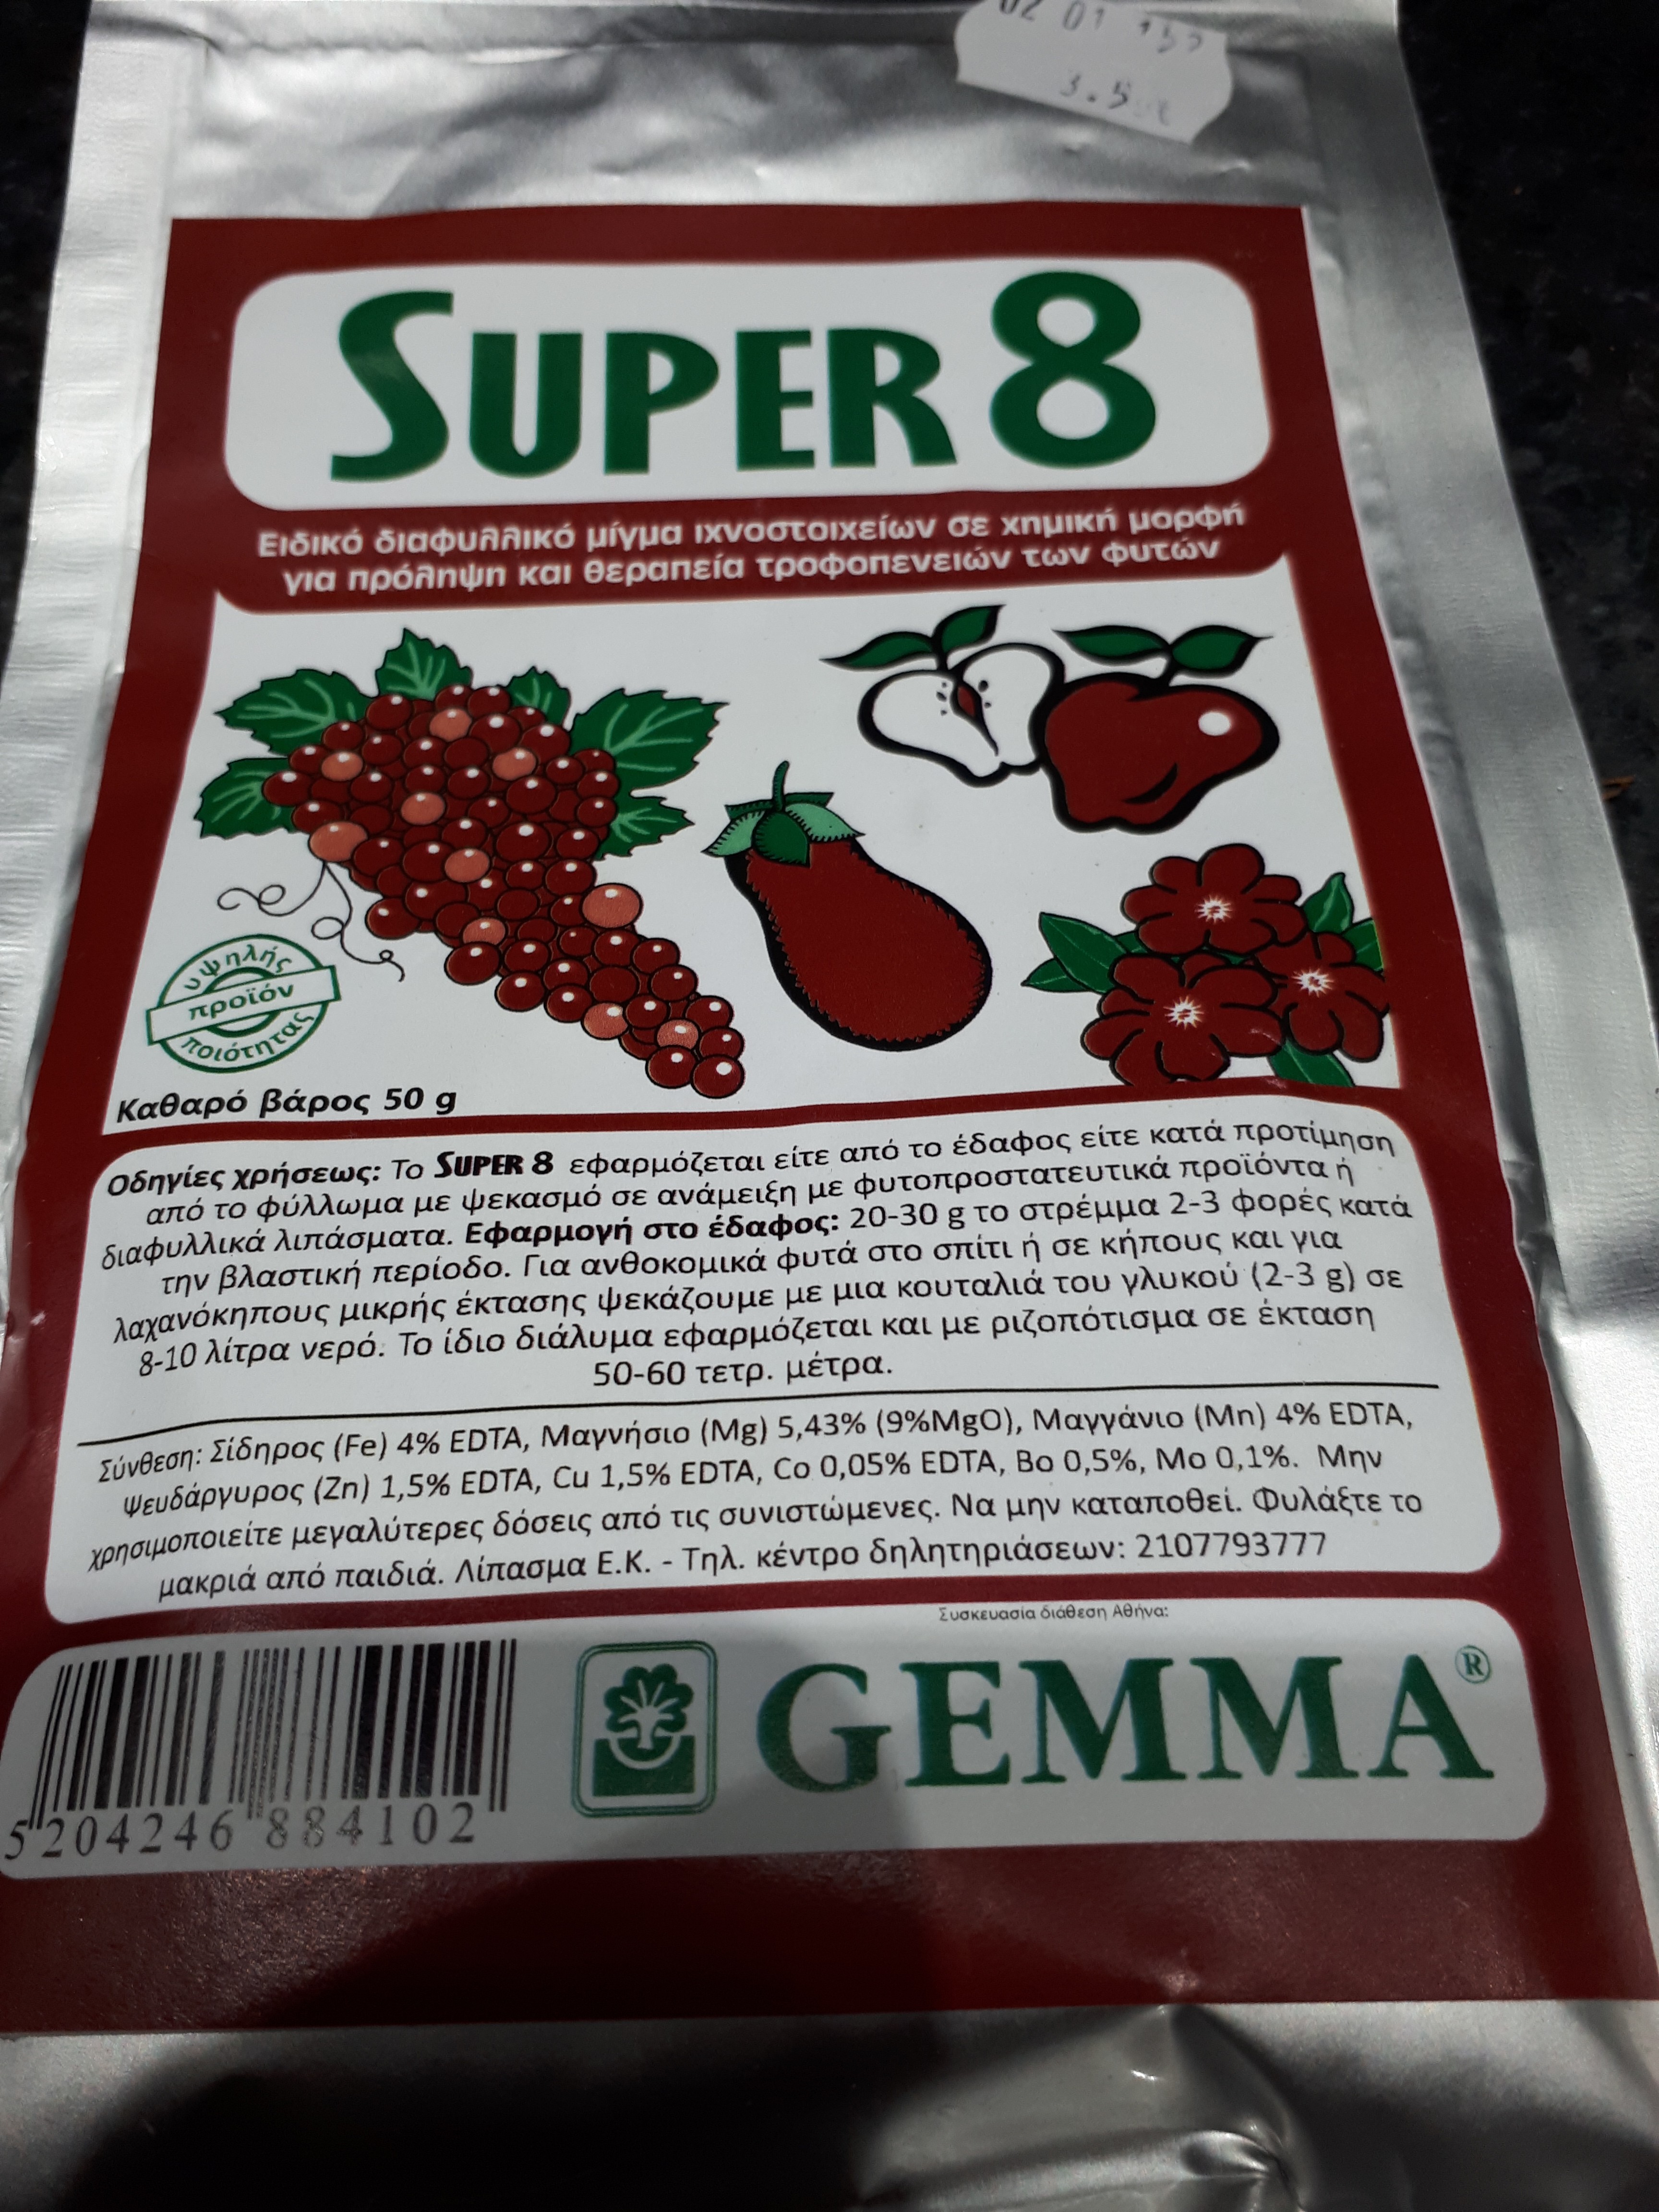 02 01
3.5
SUPER 8
Ειδικό διαφυλλικό μίγμα ιχνοστοιχείων σε χημική μορφή
για πρόληψη και θεραπεία τροφοπενειών των φυτών
υψηλής
προϊόν
ποιότητας
Καθαρό βάρος 50 g
Οδηγίες χρήσεως: Το SUPER 8 εφαρμόζεται είτε από το έδαφος είτε κατά προτίμηση
από το φύλλωμα με ψεκασμό σε ανάμειξη με φυτοπροστατευτικά προϊόντα ή
διαφυλλικά λιπάσματα. Εφαρμογή στο έδαφος: 20-30 g το στρέμμα 2-3 φορές κατά
την βλαστική περίοδο. Για ανθοκομικά φυτά στο σπίτι ή σε κήπους και για
λαχανόκηπους μικρής έκτασης ψεκάζουμε με μια κουταλιά του γλυκού (2-3 g) σε
8-10 λίτρα νερό. Το ίδιο διάλυμα εφαρμόζεται και με ριζοπότισμα σε έκταση
50-60 τετρ. μέτρα.
Σύνθεση: Σίδηρος (Fe) 4% EDTA, Μαγνήσιο (Mg) 5,43% (9%MgO), Μαγγάνιο (Mn) 4% EDTA,
Ψευδάργυρος (Zn) 1,5% EDTA, Cu 1,5% EDTA, Co 0,05% EDTA, Bo 0,5%, Mo 0,1%. Μην
χρησιμοποιείτε μεγαλύτερες δόσεις από τις συνιστώμενες. Να μην καταποθεί. Φυλάξτε το
μακριά από παιδιά. Λίπασμα Ε.Κ. - Τηλ. κέντρο δηλητηριάσεων: 2107793777
Συσκευασία διάθεση Αθήνα:
GEMMA®
5 204246 884102